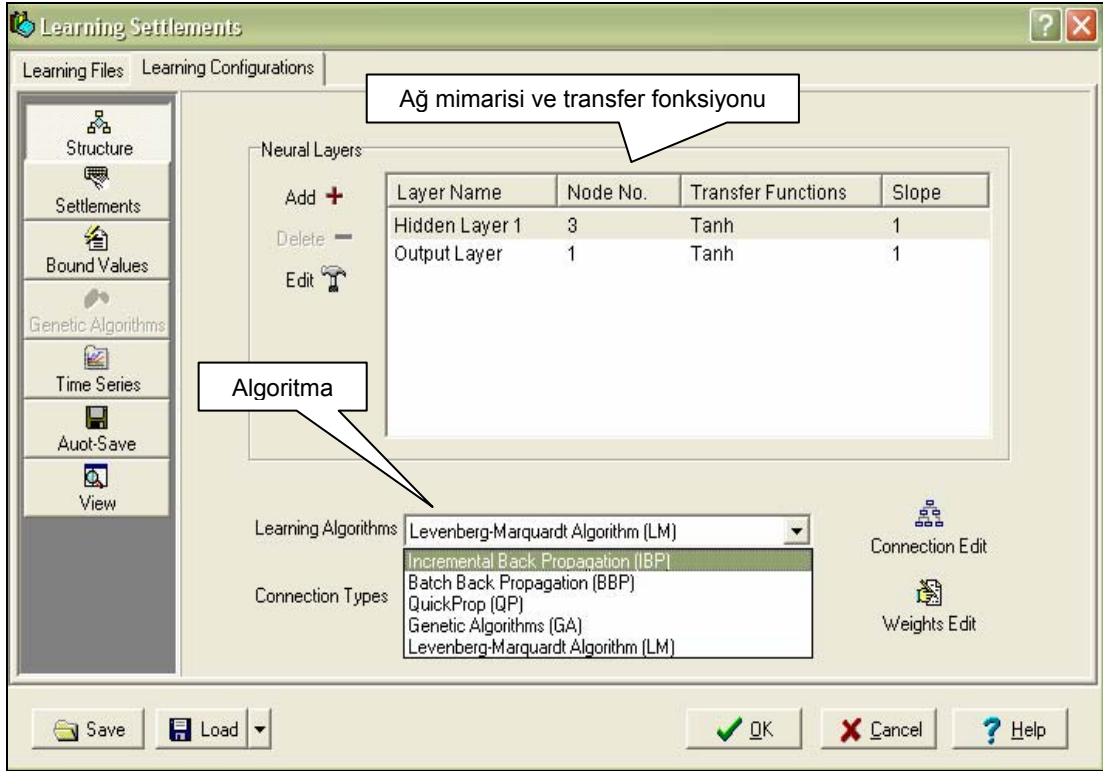 Learning Settlements
Learning Files Learning Configurations
Ağ mimarisi ve transfer fonksiyonu
Structure
Settlements
Bound Values
Genetic Algorithms
Time Series
Auot-Save
View
Neural Layers
Add
Delete
Edit
Layer Name Node No. Transfer Functions Slope
Hidden Layer 1 3 Tanh 1
Output Layer 1 Tanh 1
Algoritma
Learning Algorithms Levenberg-Marquardt Algorithm (LM)
Incremental Back Propagation (IBP)
Batch Back Propagation (BBP)
QuickProp (QP)
Genetic Algorithms (GA)
Levenberg-Marquardt Algorithm (LM)
Connection Types
Connection Edit
Weights Edit
Save Load OK Cancel Help